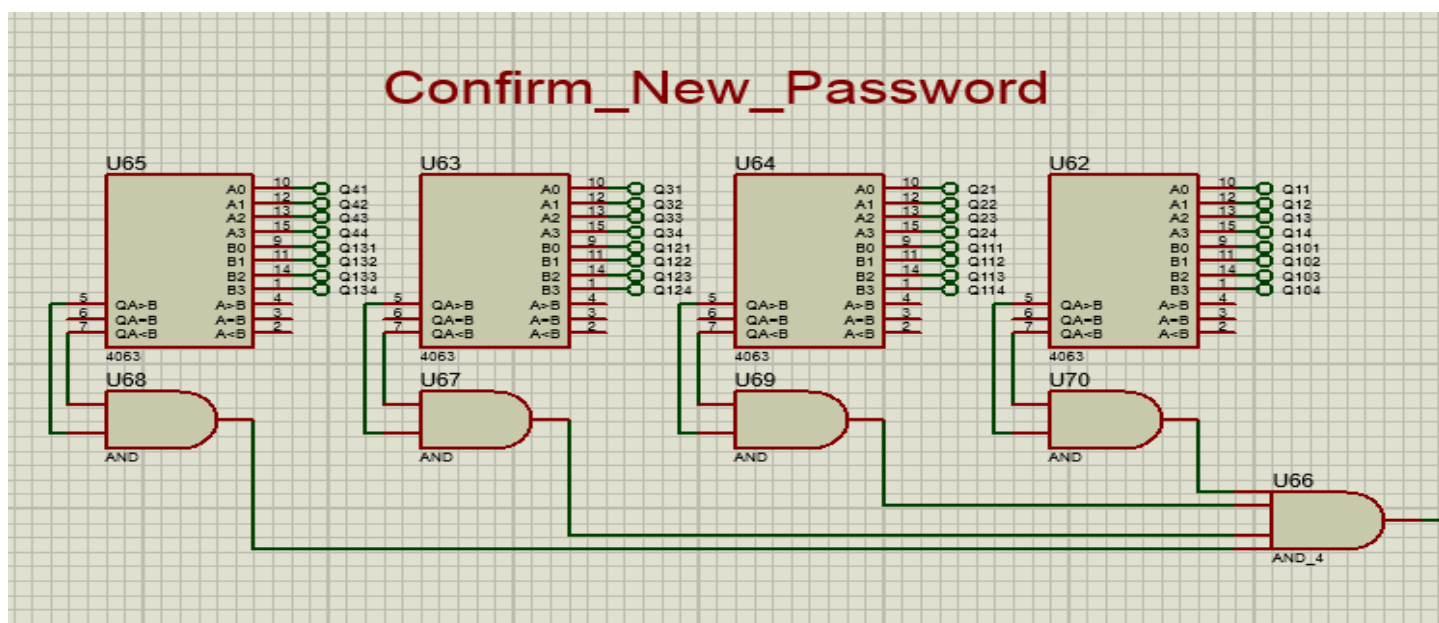 Confirm_New_Password
U65
A0 10 Q41
A1 12 Q42
A2 13 Q43
A3 15 Q44
B0 9 Q131
B1 11 Q132
B2 14 Q133
B3 1 Q134
5 QA>B A>B 4
6 QA=B A=B 3
7 QA<B A<B 2
4063
U68
AND
U63
A0 10 Q31
A1 12 Q32
A2 13 Q33
A3 15 Q34
B0 9 Q121
B1 11 Q122
B2 14 Q123
B3 1 Q124
5 QA>B A>B 4
6 QA=B A=B 3
7 QA<B A<B 2
4063
U67
AND
U64
A0 10 Q21
A1 12 Q22
A2 13 Q23
A3 15 Q24
B0 9 Q111
B1 11 Q112
B2 14 Q113
B3 1 Q114
5 QA>B A>B 4
6 QA=B A=B 3
7 QA<B A<B 2
4063
U69
AND
U62
A0 10 Q11
A1 12 Q12
A2 13 Q13
A3 15 Q14
B0 9 Q101
B1 11 Q102
B2 14 Q103
B3 1 Q104
5 QA>B A>B 4
6 QA=B A=B 3
7 QA<B A<B 2
4063
U70
AND
U66
AND_4